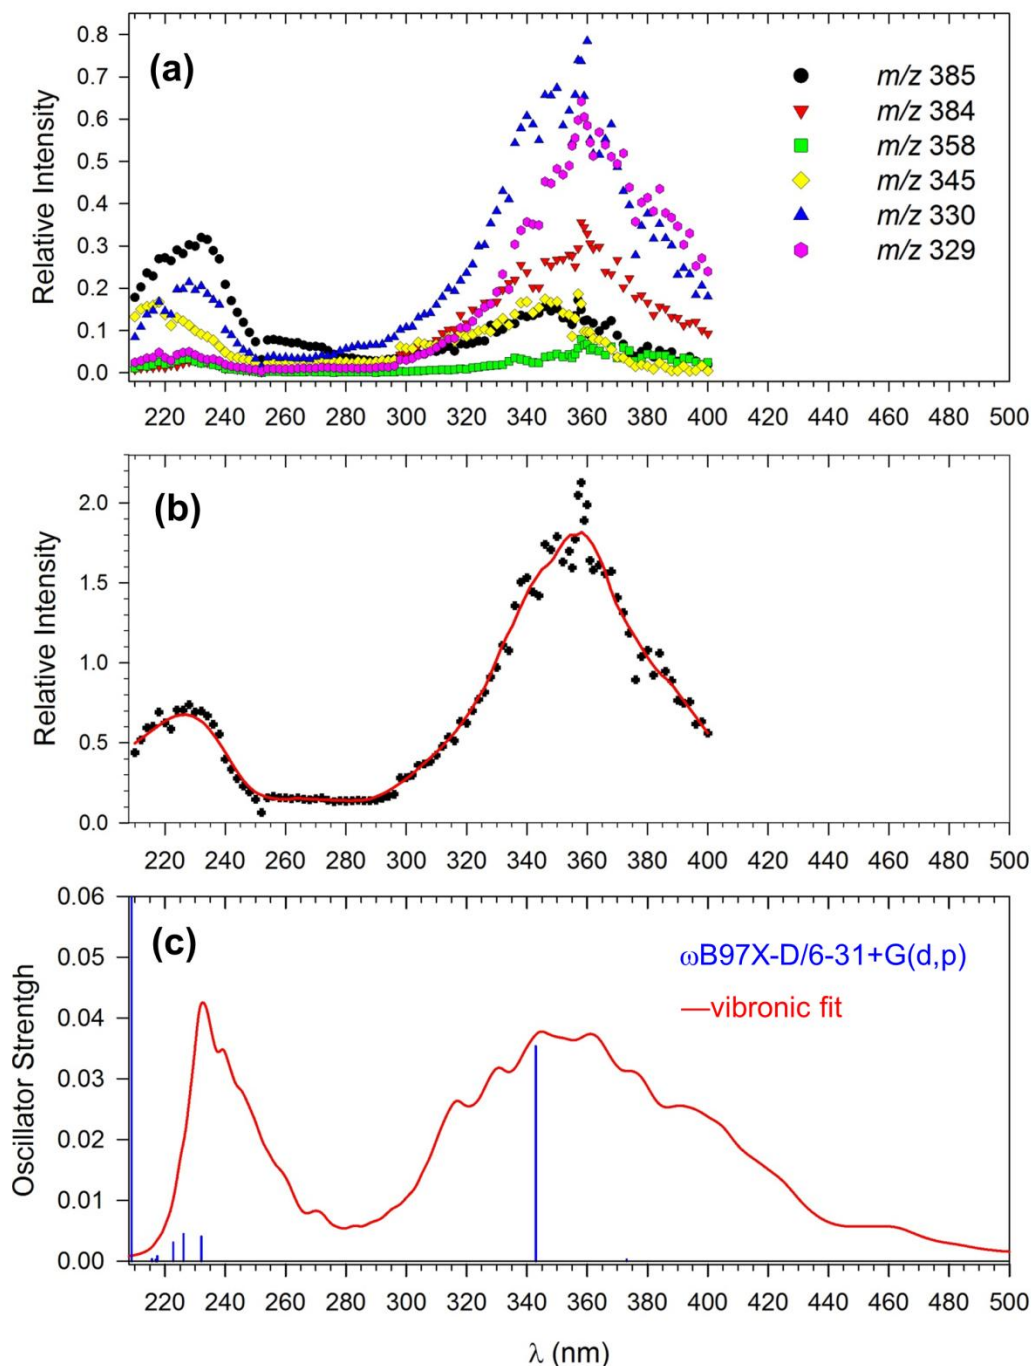 (a)
Relative Intensity
0.8
0.7
0.6
0.5
0.4
0.3
0.2
0.1
0.0
m/z 385
m/z 384
m/z 358
m/z 345
m/z 330
m/z 329
220 240 260 280 300 320 340 360 380 400 420 440 460 480 500
(b)
Relative Intensity
2.0
1.5
1.0
0.5
0.0
220 240 260 280 300 320 340 360 380 400 420 440 460 480 500
(c)
Oscillator Strentgh
0.06
0.05
0.04
0.03
0.02
0.01
0.00
ωB97X-D/6-31+G(d,p)
vibronic fit
220 240 260 280 300 320 340 360 380 400 420 440 460 480 500
λ (nm)